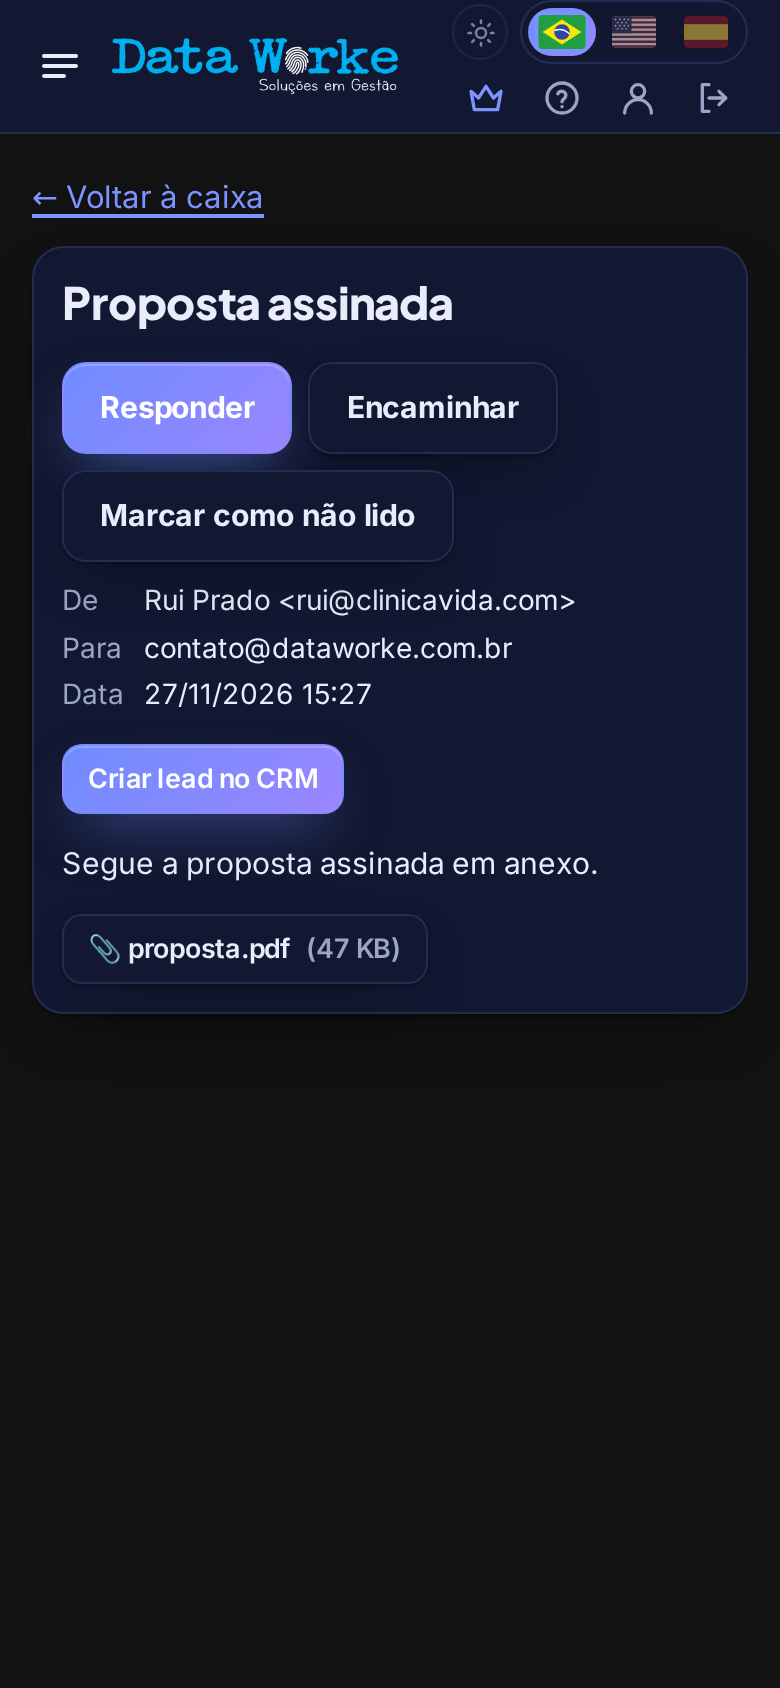 Data Worke
Soluções em Gestão
← Voltar à caixa
Proposta assinada
Responder
Encaminhar
Marcar como não lido
De Rui Prado <rui@clinicavida.com>
Para contato@dataworke.com.br
Data 27/11/2026 15:27
Criar lead no CRM
Segue a proposta assinada em anexo.
proposta.pdf (47 KB)